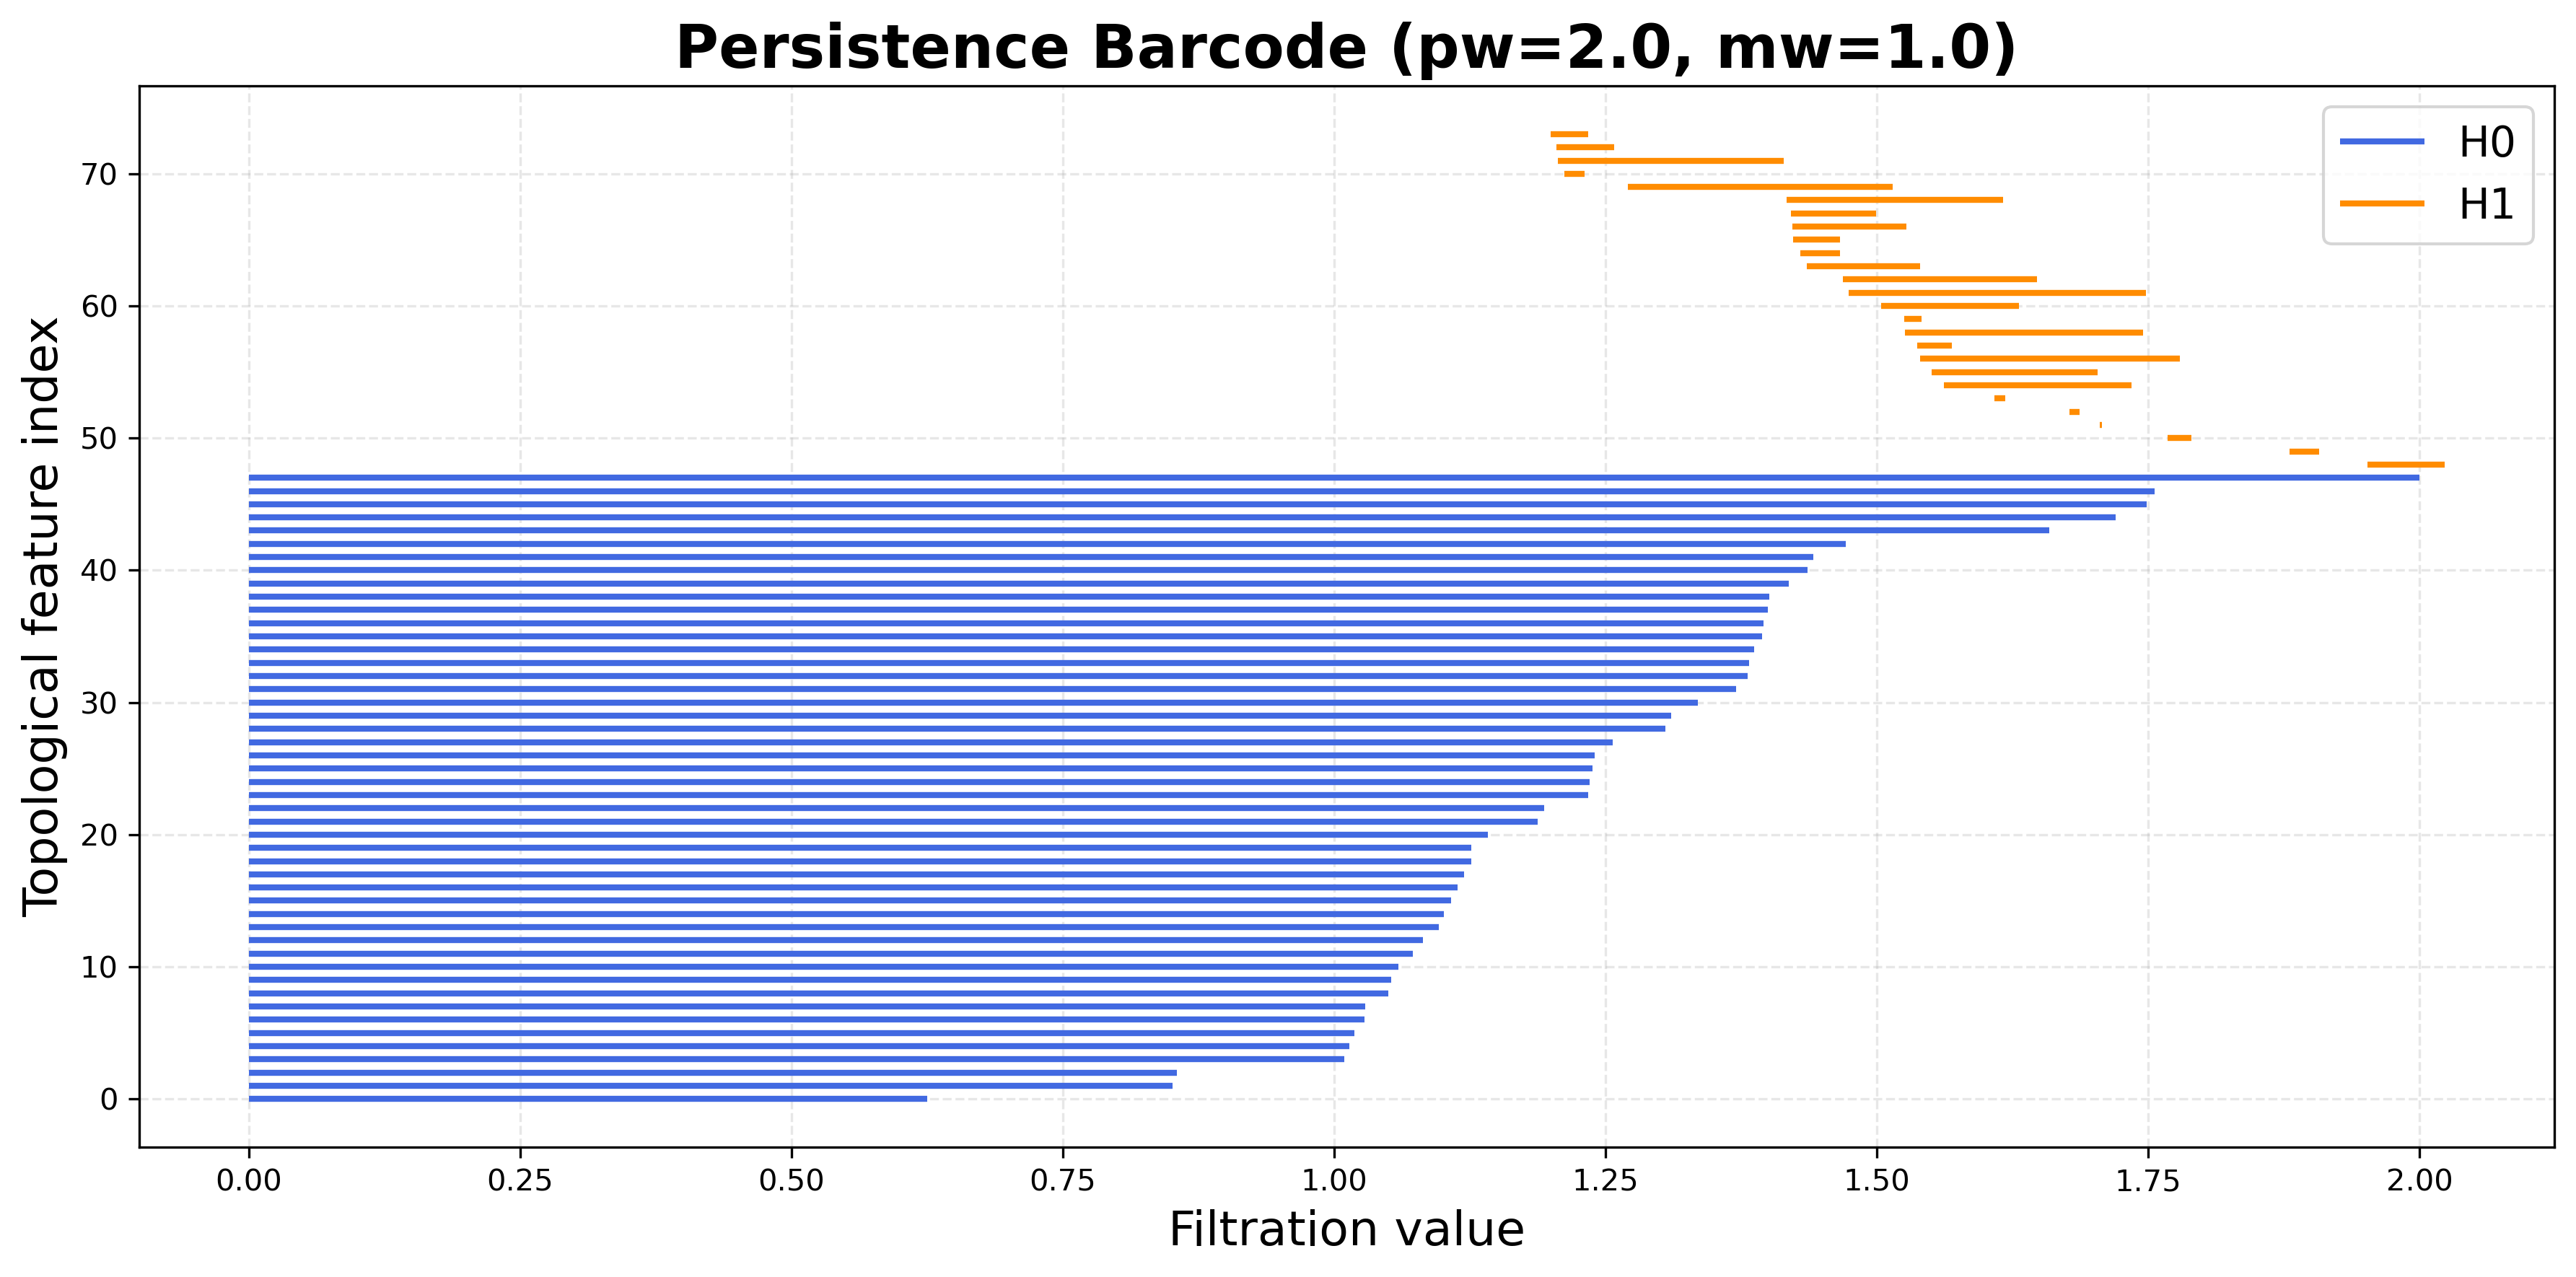 Persistence Barcode (pw=2.0, mw=1.0)
H0
H1
Topological feature index
70
60
50
40
30
20
10
0
0.00 0.25 0.50 0.75 1.00 1.25 1.50 1.75 2.00
Filtration value